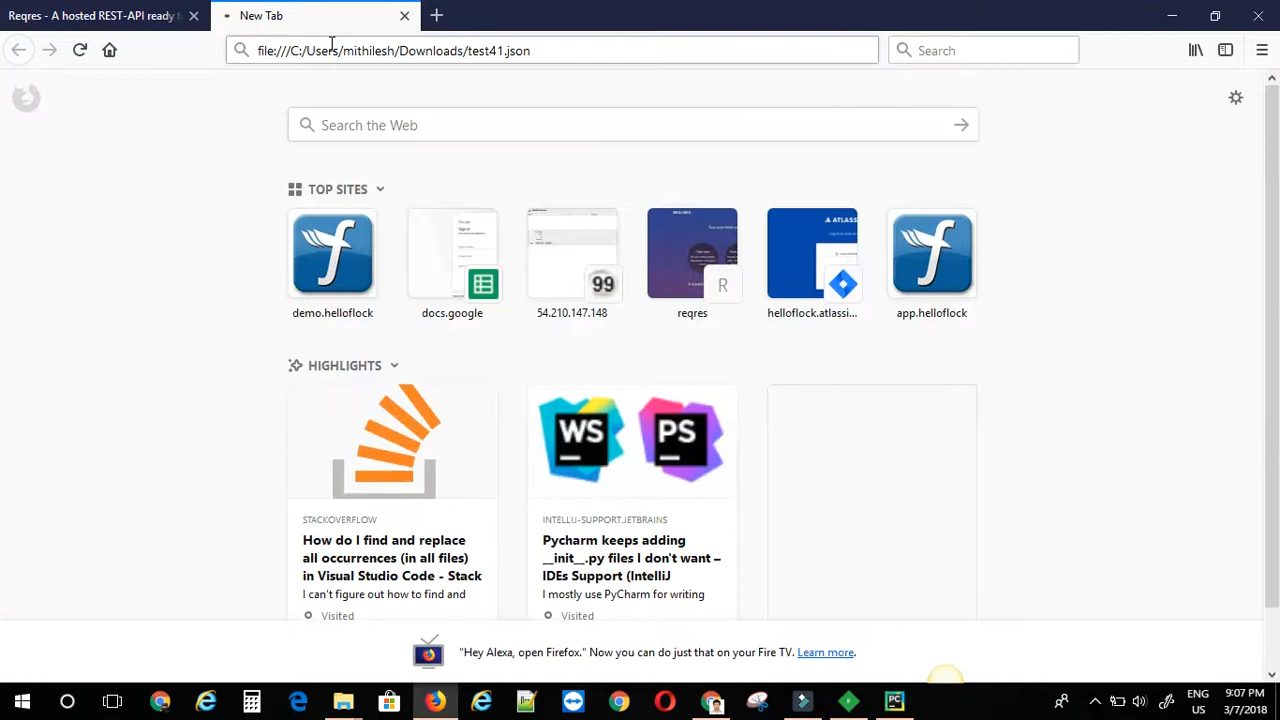 Reqres - A hosted REST-API ready t
New Tab
file:///C:/Users/mithilesh/Downloads/test41.json
Search
Search the Web
TOP SITES
99
R
ATLASS
demo.helloflock
docs.google
54.210.147.148
reqres
helloflock.atlassi...
app.helloflock
HIGHLIGHTS
WS
PS
STACKOVERFLOW
How do I find and replace
all occurrences (in all files)
in Visual Studio Code - Stack
I can't figure out how to find and
Visited
INTELLIJ-SUPPORT.JETBRAINS
Pycharm keeps adding
__init__.py files I don't want –
IDEs Support (IntelliJ
I mostly use PyCharm for writing
Visited
"Hey Alexa, open Firefox." Now you can do just that on your Fire TV. Learn more.
PC
ENG
US
9:07 PM
3/7/2018